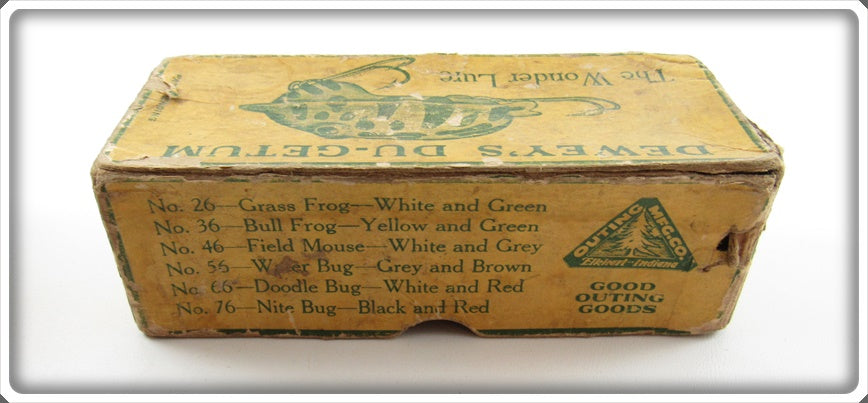 The Wonder Lure
DEWEY'S DU-GETUM
No. 26—Grass Frog—White and Green
No. 36—Bull Frog—Yellow and Green
No. 46—Field Mouse—White and Grey
No. 56—Water Bug—Grey and Brown
No. 66—Doodle Bug—White and Red
No. 76—Nite Bug—Black and Red
OUTING MFG. CO.
Elkhart—Indiana
GOOD
OUTING
GOODS